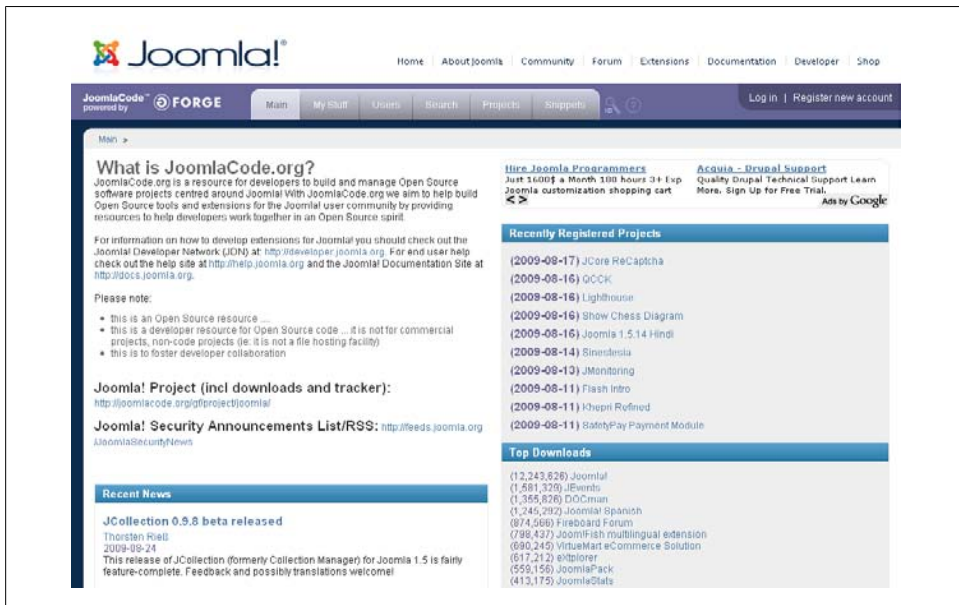 Joomla!®
Home About Joomla Community Forum Extensions Documentation Developer Shop
JoomlaCode™ powered by FORGE
Main My Stuff Users Search Projects Snippets
Log in | Register new account
Main >
What is JoomlaCode.org?
JoomlaCode.org is a resource for developers to build and manage Open Source
software projects centred around Joomla! With JoomlaCode.org we aim to help build
Open Source tools and extensions for the Joomla! user community by providing
resources to help developers work together in an Open Source spirit.
For information on how to develop extensions for Joomla! you should check out the
Joomla! Developer Network (JDN) at: http://developer.joomla.org. For end user help
check out the help site at http://help.joomla.org and the Joomla! Documentation Site at
http://docs.joomla.org.
Please note:
• this is an Open Source resource ....
• this is a developer resource for Open Source code ... it is not for commercial
projects, non-code projects (ie: it is not a file hosting facility)
• this is to foster developer collaboration
Joomla! Project (incl downloads and tracker):
http://joomlacode.org/gf/project/joomla/
Joomla! Security Announcements List/RSS: http://feeds.joomla.org
/JoomlaSecurityNews
Recent News
JCollection 0.9.8 beta released
Thorsten Rieß
2009-08-24
This release of JCollection (formerly Collection Manager) for Joomla 1.5 is fairly
feature-complete. Feedback and possibly translations welcome!
Hire Joomla Programmers
Just 1600$ a Month 180 hours 3+ Exp
Joomla customization shopping cart
< >
Acquia - Drupal Support
Quality Drupal Technical Support Learn
More. Sign Up for Free Trial.
Ads by Google
Recently Registered Projects
(2009-08-17) JCore ReCaptcha
(2009-08-16) QCCK
(2009-08-16) Lighthouse
(2009-08-16) Show Chess Diagram
(2009-08-16) Joomla 1.5.14 Hindi
(2009-08-14) Sinestesia
(2009-08-13) JMonitoring
(2009-08-11) Flash Intro
(2009-08-11) Khepri Refined
(2009-08-11) SafetyPay Payment Module
Top Downloads
(12,243,626) Joomla!
(1,581,329) JEvents
(1,355,826) DOCman
(1,245,292) Joomla! Spanish
(874,566) Fireboard Forum
(798,437) Joom!Fish multilingual extension
(690,245) VirtueMart eCommerce Solution
(617,212) eXtplorer
(559,156) JoomlaPack
(413,175) JoomlaStats